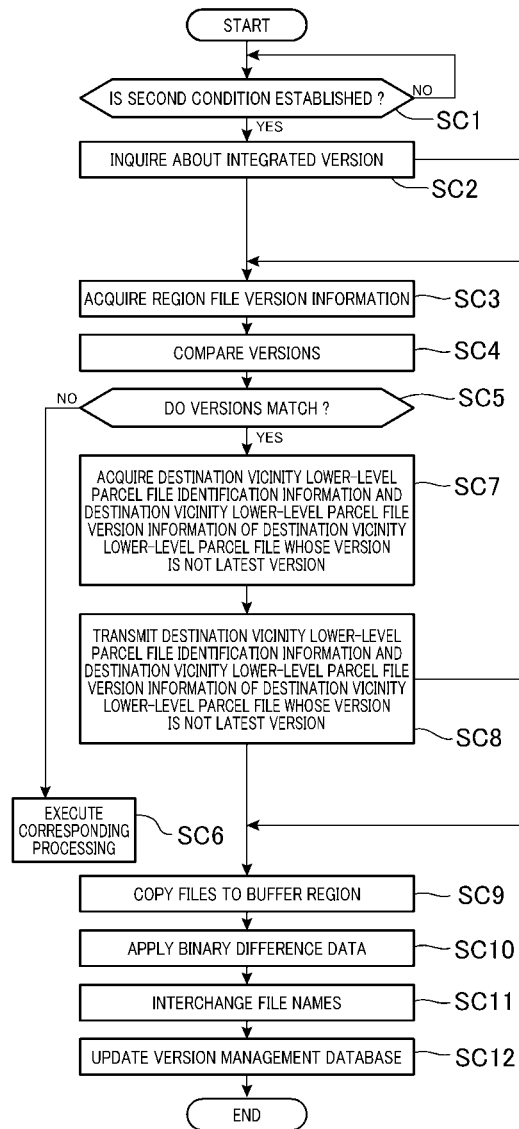 START
IS SECOND CONDITION ESTABLISHED ?
NO
SC1
YES
INQUIRE ABOUT INTEGRATED VERSION
SC2
ACQUIRE REGION FILE VERSION INFORMATION
SC3
COMPARE VERSIONS
SC4
NO
DO VERSIONS MATCH ?
SC5
YES
ACQUIRE DESTINATION VICINITY LOWER-LEVEL
PARCEL FILE IDENTIFICATION INFORMATION AND
DESTINATION VICINITY LOWER-LEVEL PARCEL FILE
VERSION INFORMATION OF DESTINATION VICINITY
LOWER-LEVEL PARCEL FILE WHOSE VERSION
IS NOT LATEST VERSION
SC7
TRANSMIT DESTINATION VICINITY LOWER-LEVEL
PARCEL FILE IDENTIFICATION INFORMATION AND
DESTINATION VICINITY LOWER-LEVEL PARCEL FILE
VERSION INFORMATION OF DESTINATION VICINITY
LOWER-LEVEL PARCEL FILE WHOSE VERSION
IS NOT LATEST VERSION
SC8
EXECUTE
CORRESPONDING
PROCESSING
SC6
COPY FILES TO BUFFER REGION
SC9
APPLY BINARY DIFFERENCE DATA
SC10
INTERCHANGE FILE NAMES
SC11
UPDATE VERSION MANAGEMENT DATABASE
SC12
END